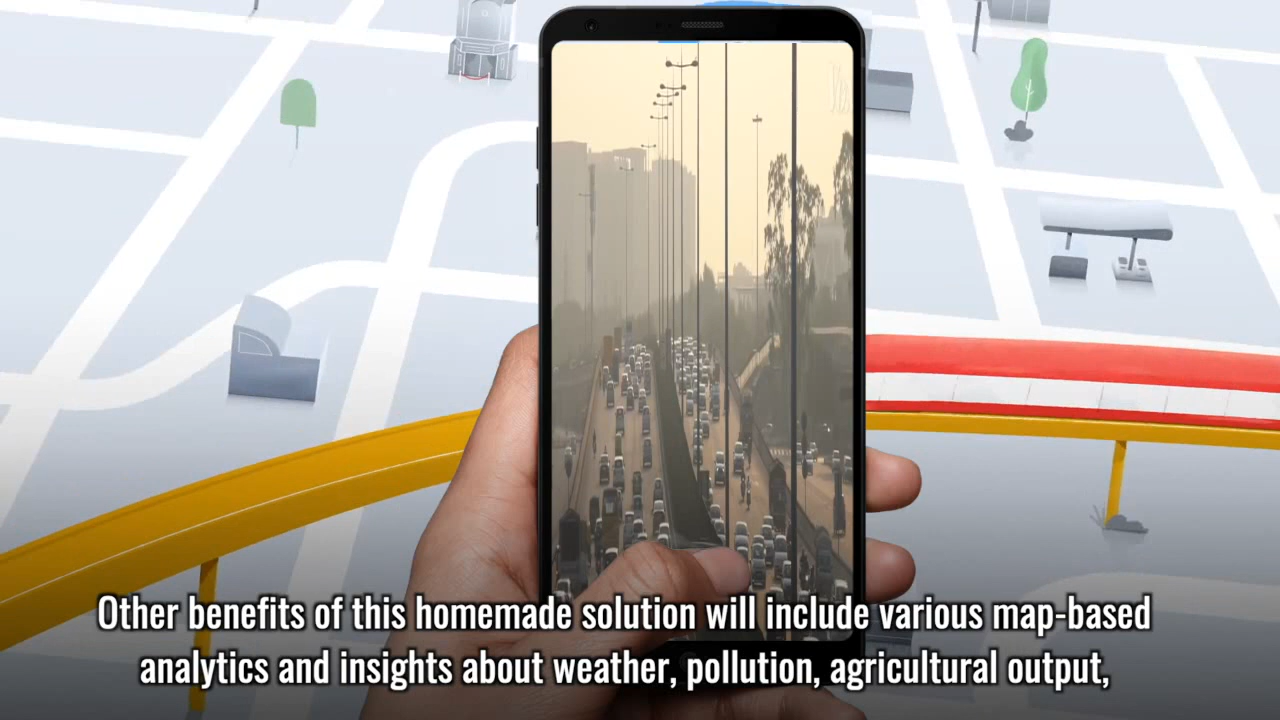 Other benefits of this homemade solution will include various map-based
analytics and insights about weather, pollution, agricultural output,